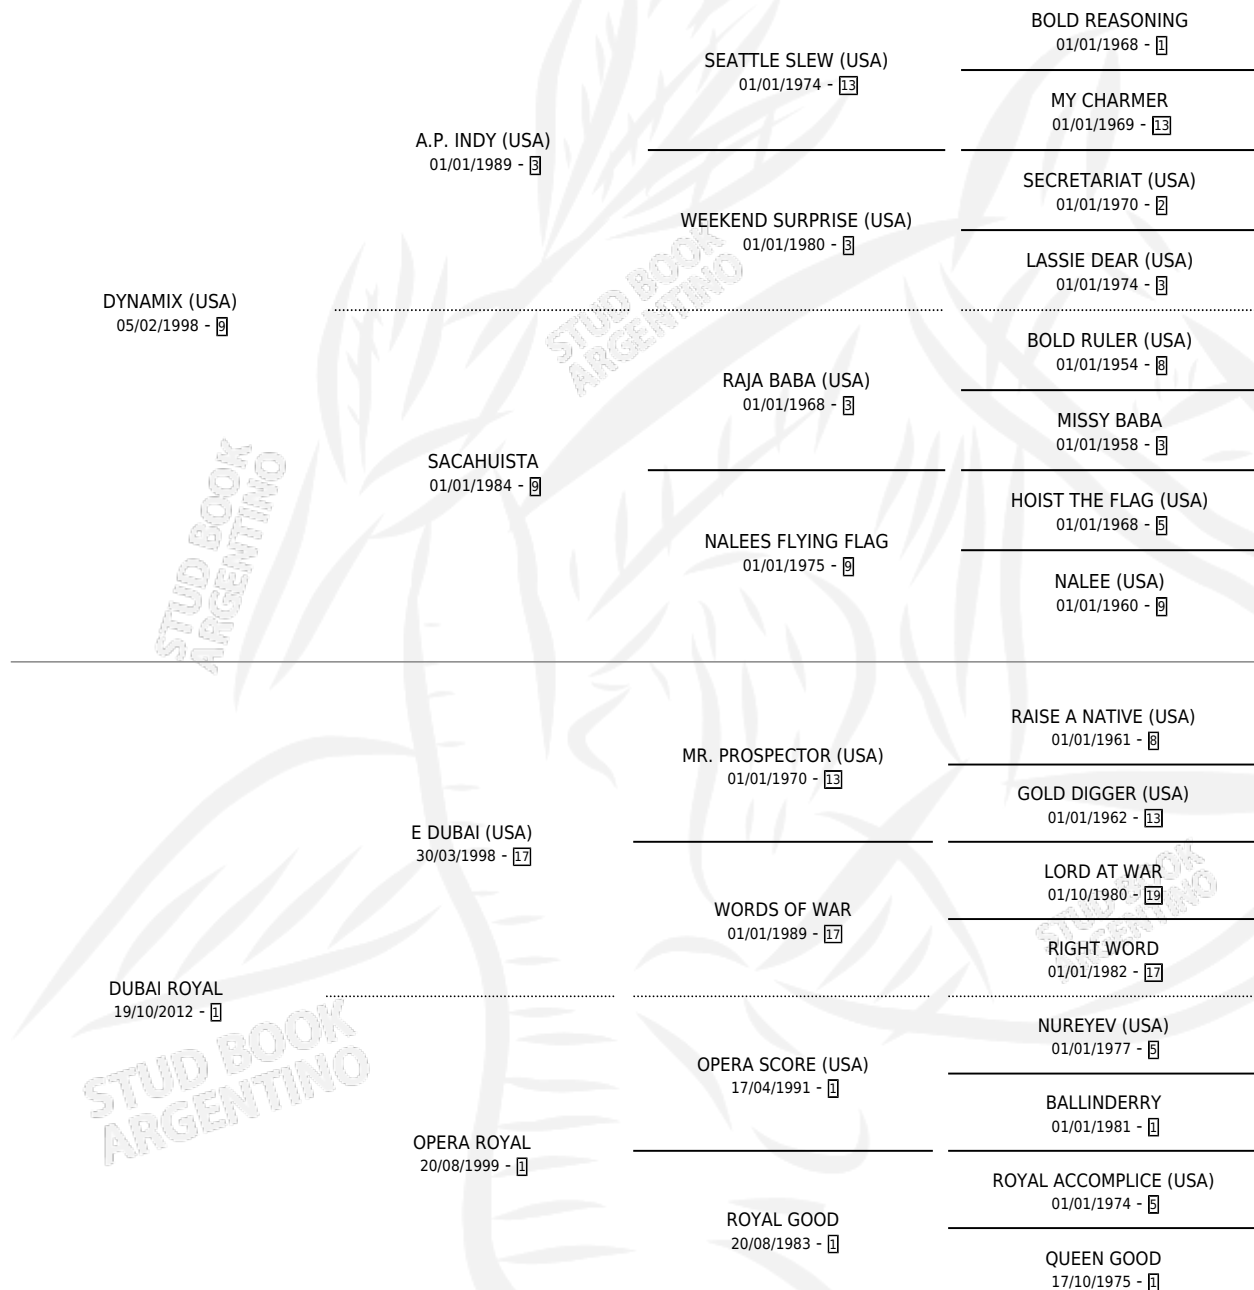 BOLD REASONING
01/01/1968 - 1
SEATTLE SLEW (USA)
01/01/1974 - 13
MY CHARMER
01/01/1969 - 13
A.P. INDY (USA)
01/01/1989 - 3
SECRETARIAT (USA)
01/01/1970 - 2
WEEKEND SURPRISE (USA)
01/01/1980 - 3
LASSIE DEAR (USA)
01/01/1974 - 3
DYNAMIX (USA)
05/02/1998 - 9
STUD BOOK
ARGENTINO
BOLD RULER (USA)
01/01/1954 - 8
RAJA BABA (USA)
01/01/1968 - 3
MISSY BABA
01/01/1958 - 3
SACAHUISTA
01/01/1984 - 9
HOIST THE FLAG (USA)
01/01/1968 - 5
NALEES FLYING FLAG
01/01/1975 - 9
NALEE (USA)
01/01/1960 - 9
STUD BOOK
ARGENTINO
RAISE A NATIVE (USA)
01/01/1961 - 8
MR. PROSPECTOR (USA)
01/01/1970 - 13
GOLD DIGGER (USA)
01/01/1962 - 13
E DUBAI (USA)
30/03/1998 - 17
LORD AT WAR
01/10/1980 - 19
WORDS OF WAR
01/01/1989 - 17
STUD BOOK
ARGENTINO
RIGHT WORD
01/01/1982 - 17
DUBAI ROYAL
19/10/2012 - 1
STUD BOOK
ARGENTINO
NUREYEV (USA)
01/01/1977 - 5
OPERA SCORE (USA)
17/04/1991 - 1
BALLINDERRY
01/01/1981 - 1
OPERA ROYAL
20/08/1999 - 1
ROYAL ACCOMPLICE (USA)
01/01/1974 - 5
ROYAL GOOD
20/08/1983 - 1
QUEEN GOOD
17/10/1975 - 1